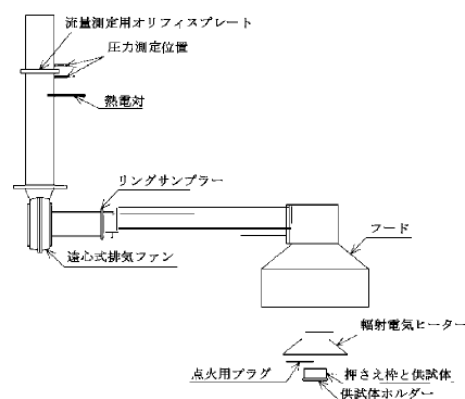 流量測定用オリフィスプレート
圧力測定位置
熱電対
リングサンプラー
遠心式排気ファン
フード
輻射電気ヒーター
点火用プラグ
押さえ枠と供試体
供試体ホルダー